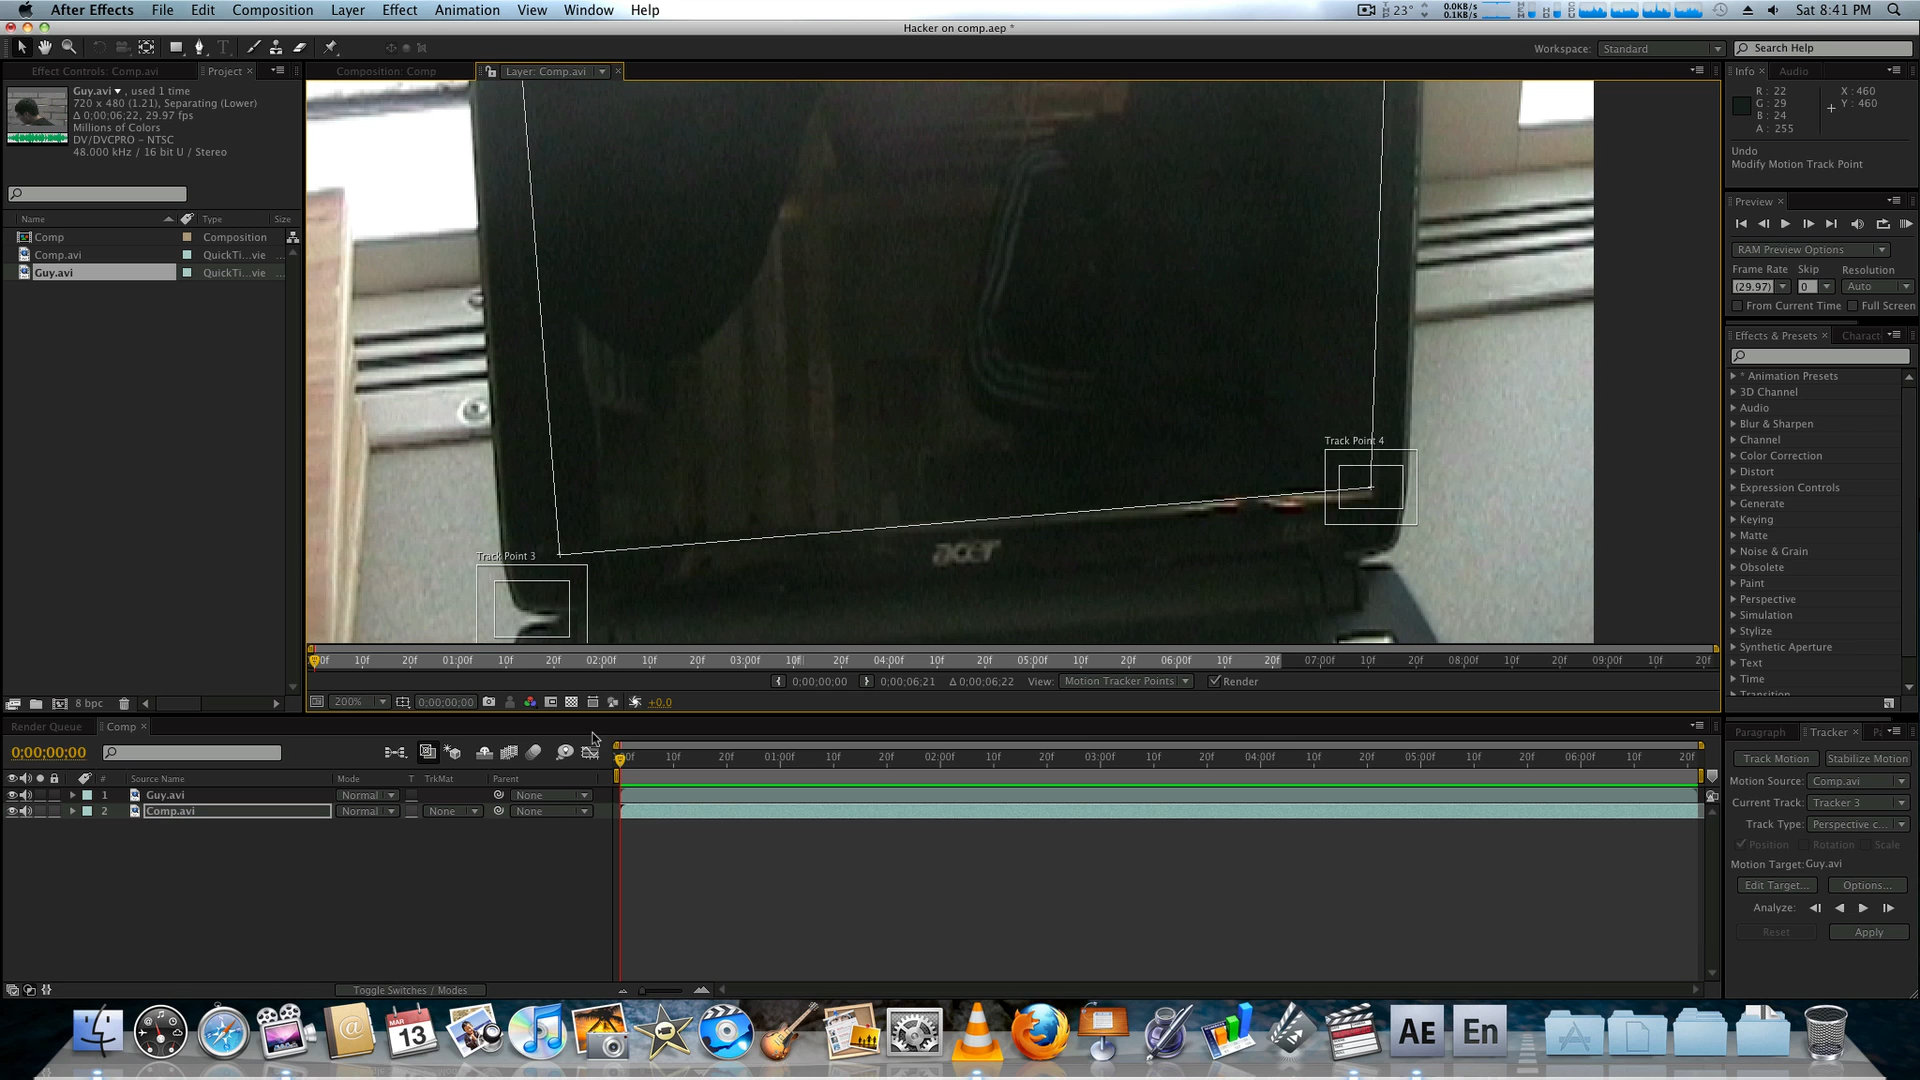 After Effects File Edit Composition Layer Effect Animation View Window Help
23° 0.0KB/s 0.1KB/s Sat 8:41 PM
Hacker on comp.aep *
Workspace: Standard Search Help
Effect Controls: Comp.avi Project Composition: Comp Layer: Comp.avi Info Audio
Guy.avi , used 1 time
720 x 480 (1.21), Separating (Lower)
Δ 0;00;06;22, 29.97 fps
Millions of Colors
DV/DVCPRO - NTSC
48.000 kHz / 16 bit U / Stereo
R : 22 X : 460
G : 29 Y : 460
B : 24
A : 255
Undo
Modify Motion Track Point
Name Type Size
Comp Composition
Comp.avi QuickTi...vie ...
Guy.avi QuickTi...vie ...
Preview
RAM Preview Options
Frame Rate Skip Resolution
(29.97) 0 Auto
From Current Time Full Screen
Effects & Presets Charact
* Animation Presets
3D Channel
Audio
Blur & Sharpen
Channel
Color Correction
Distort
Expression Controls
Generate
Keying
Matte
Noise & Grain
Obsolete
Paint
Perspective
Simulation
Stylize
Synthetic Aperture
Text
Time
Transition
Track Point 4
acer
Track Point 3
00f 10f 20f 01:00f 10f 20f 02:00f 10f 20f 03:00f 10f 20f 04:00f 10f 20f 05:00f 10f 20f 06:00f 10f 20f 07:00f 10f 20f 08:00f 10f 20f 09:00f 10f 20f
0;00;00;00 0;00;06;21 Δ 0;00;06;22 View: Motion Tracker Points Render
8 bpc 200% 0;00;00;00 +0.0
Render Queue Comp
0;00;00;00
00f 10f 20f 01:00f 10f 20f 02:00f 10f 20f 03:00f 10f 20f 04:00f 10f 20f 05:00f 10f 20f 06:00f 10f 20f
# Source Name Mode T TrkMat Parent
1 Guy.avi Normal None
2 Comp.avi Normal None None
Toggle Switches / Modes
Paragraph Tracker
Track Motion Stabilize Motion
Motion Source: Comp.avi
Current Track: Tracker 3
Track Type: Perspective c...
Position Rotation Scale
Motion Target:Guy.avi
Edit Target... Options...
Analyze:
Reset Apply
MAR
13
Ae En